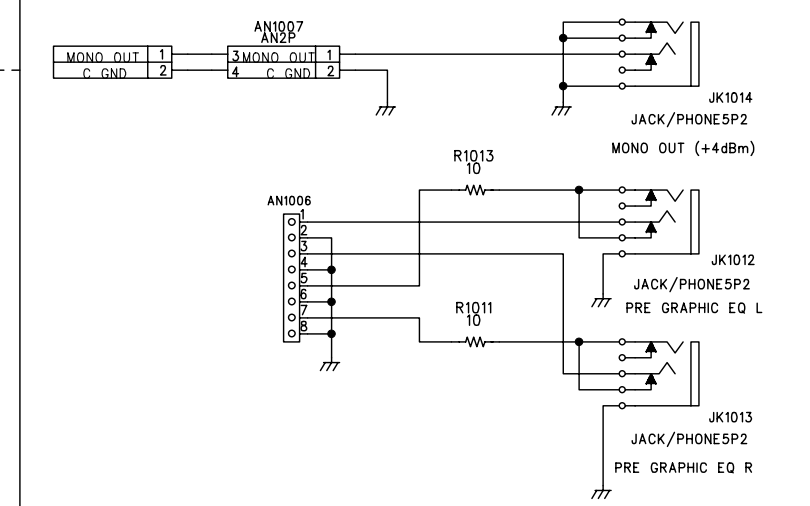 AN1007
AN2P
MONO OUT 1 3 MONO OUT 1
C GND 2 4 C GND 2
JK1014
JACK/PHONE5P2
MONO OUT (+4dBm)
R1013
10
AN1006
1
2
3
4
5
6
7
8
JK1012
JACK/PHONE5P2
PRE GRAPHIC EQ L
R1011
10
JK1013
JACK/PHONE5P2
PRE GRAPHIC EQ R